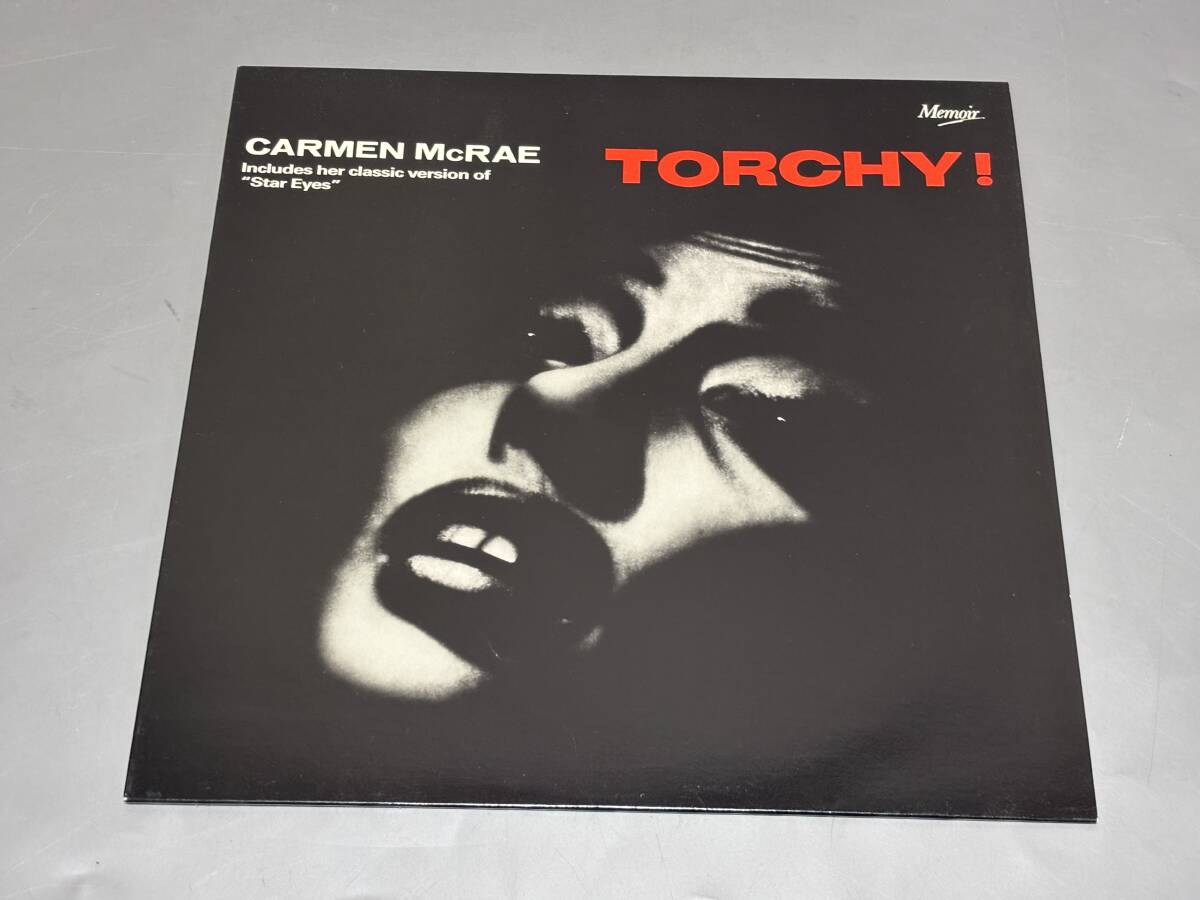 Memoir
CARMEN McRAE
TORCHY!
Includes her classic version of
"Star Eyes"